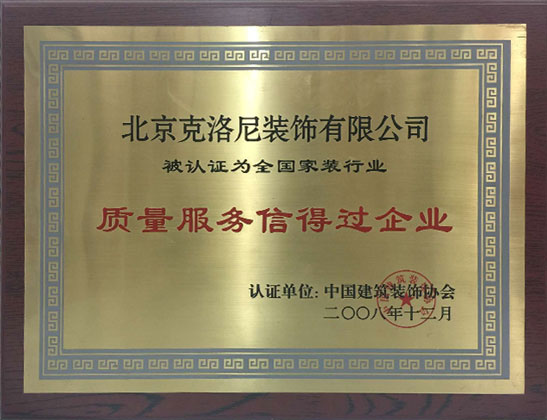 北京克洛尼装饰有限公司
被认证为全国家装行业
质量服务信得过企业
认证单位：中国建筑装饰协会
二〇〇八年十二月